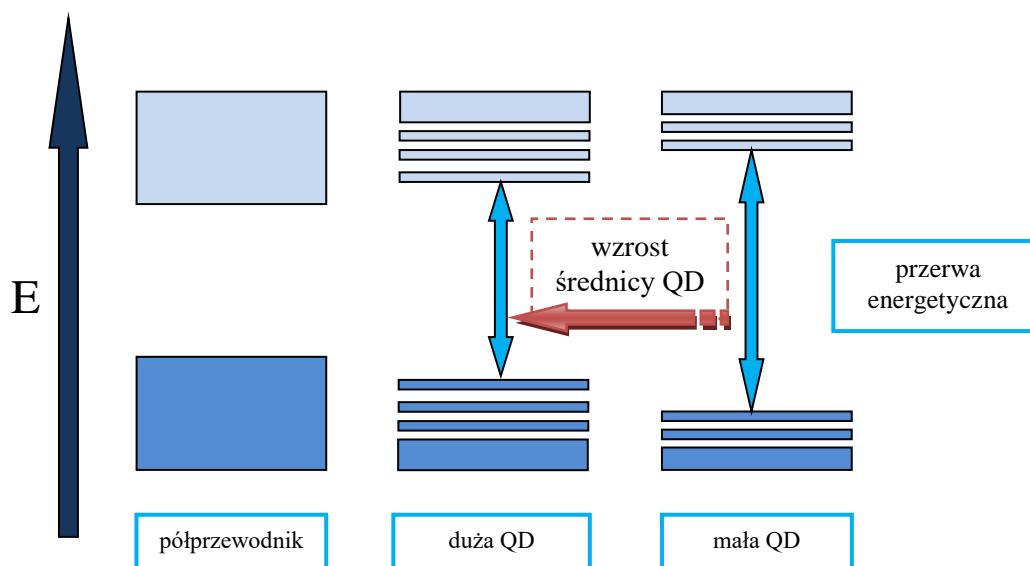 E
wzrost
średnicy QD
przerwa
energetyczna
półprzewodnik
duża QD
mała QD